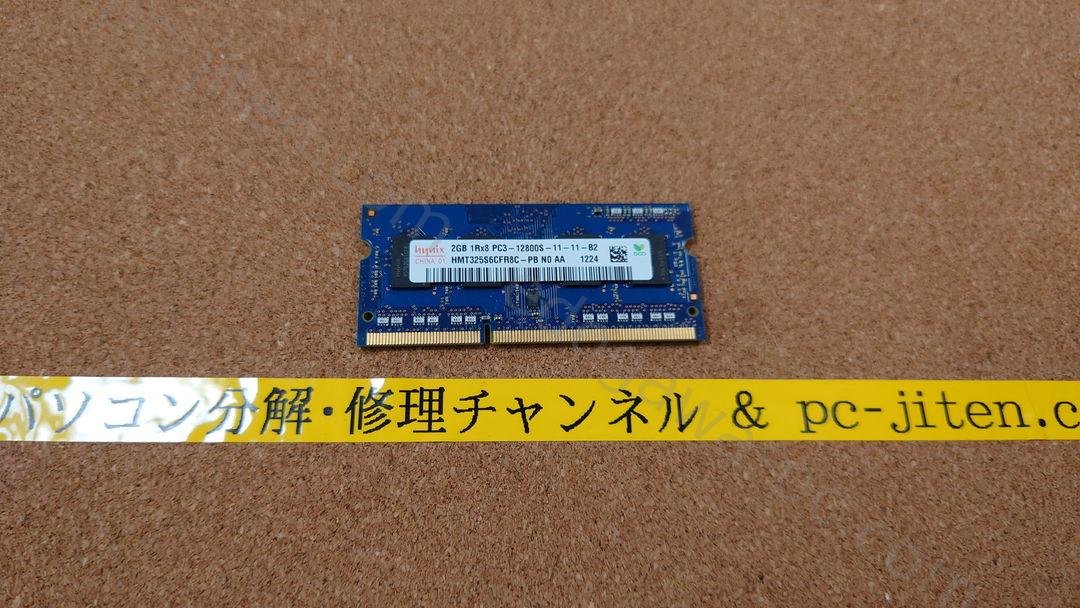 hynix
CHINA 01
2GB 1Rx8 PC3-12800S-11-11-B2
HMT325S6CFR8C-PB N0 AA 1224
パソコン分解・修理チャンネル & pc-jiten.c